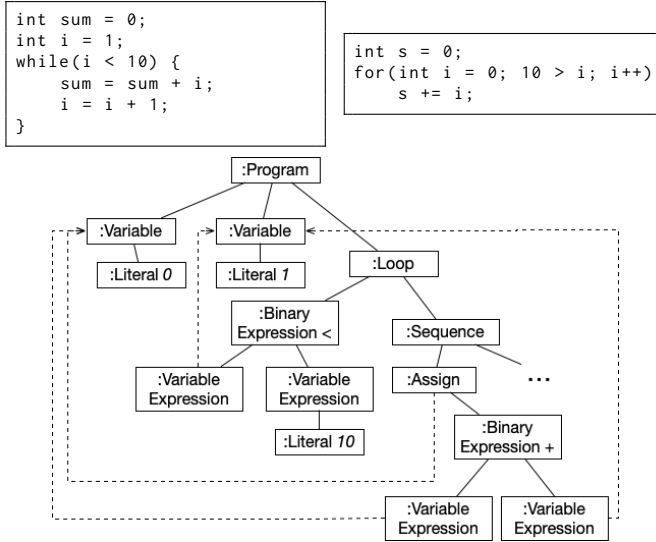 int sum = 0;
int i = 1;
while(i < 10) {
    sum = sum + i;
    i = i + 1;
}
int s = 0;
for(int i = 0; 10 > i; i++)
    s += i;
:Program
:Variable
:Variable
:Literal 0
:Literal 1
:Loop
:Binary
Expression <
:Sequence
:Variable
Expression
:Variable
Expression
:Assign
...
:Literal 10
:Binary
Expression +
:Variable
Expression
:Variable
Expression